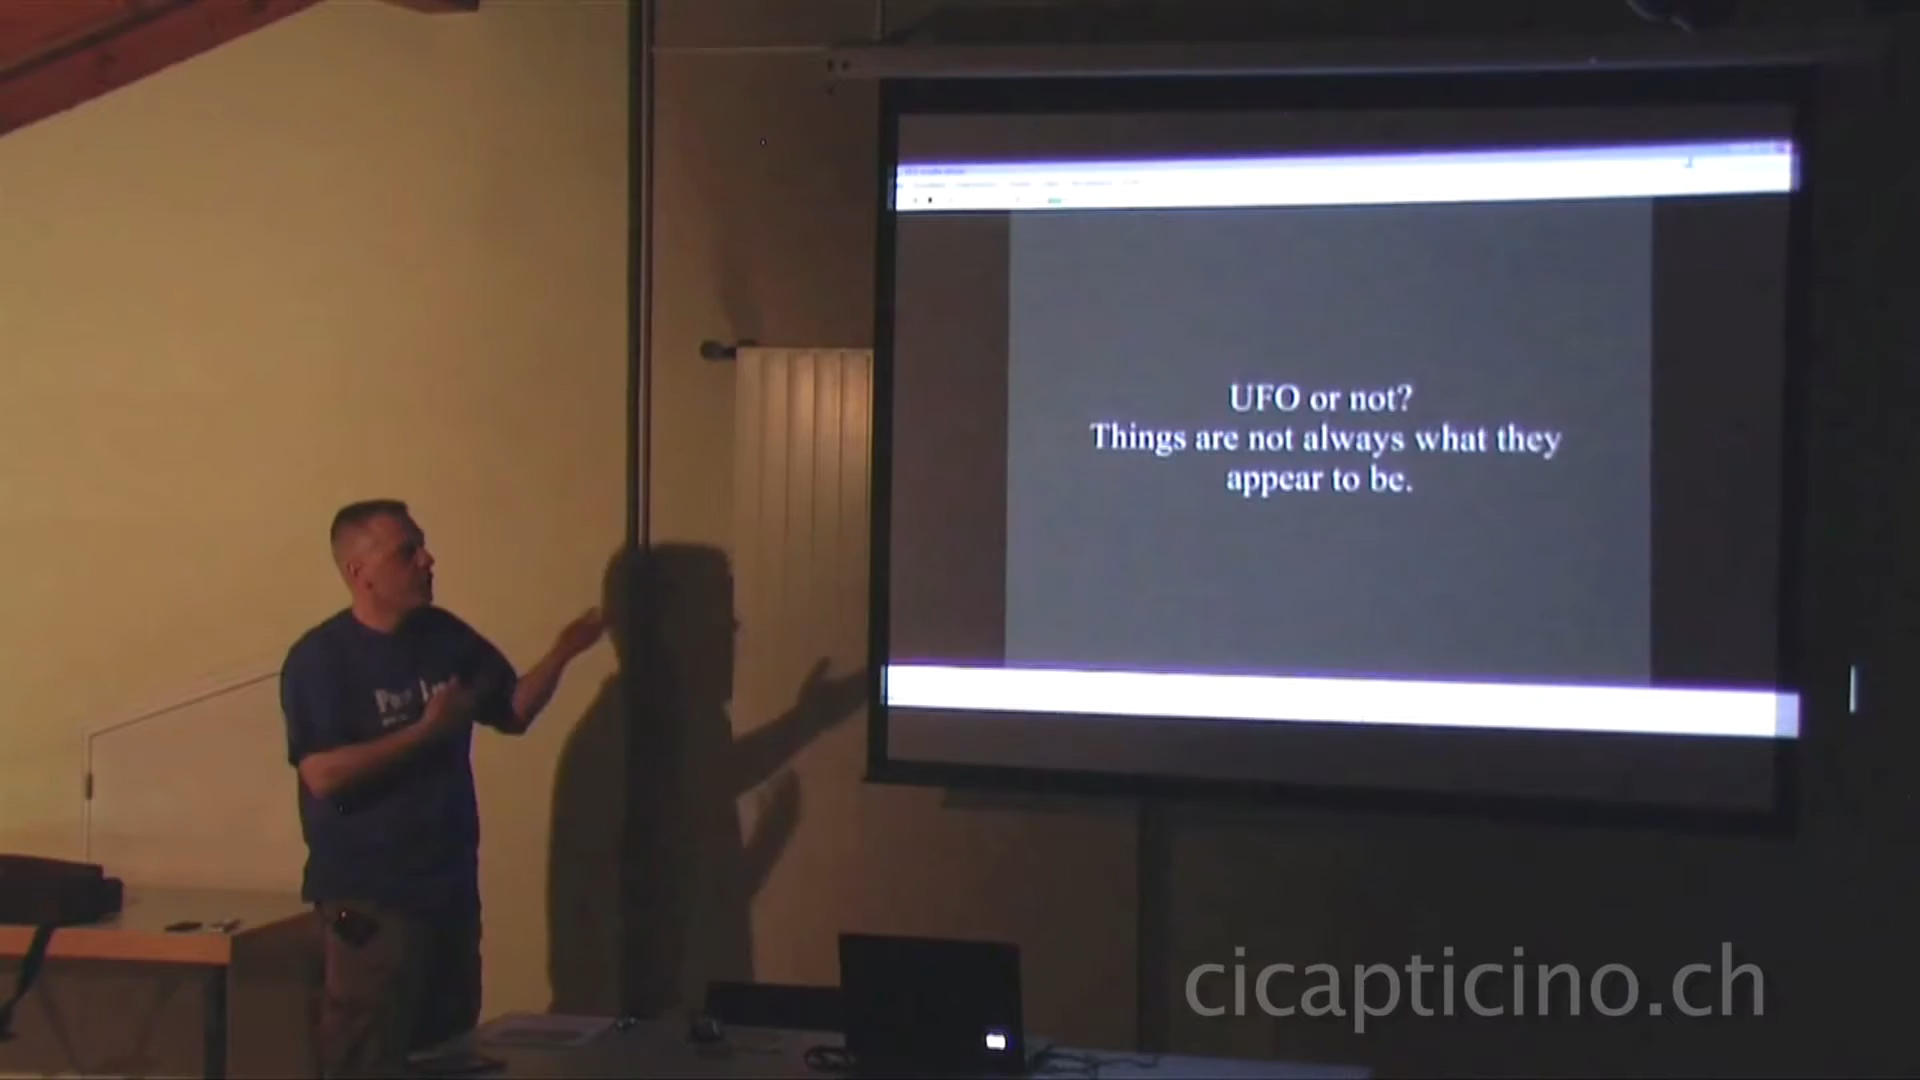 UFO or not?
Things are not always what they
appear to be.
cicapticino.ch